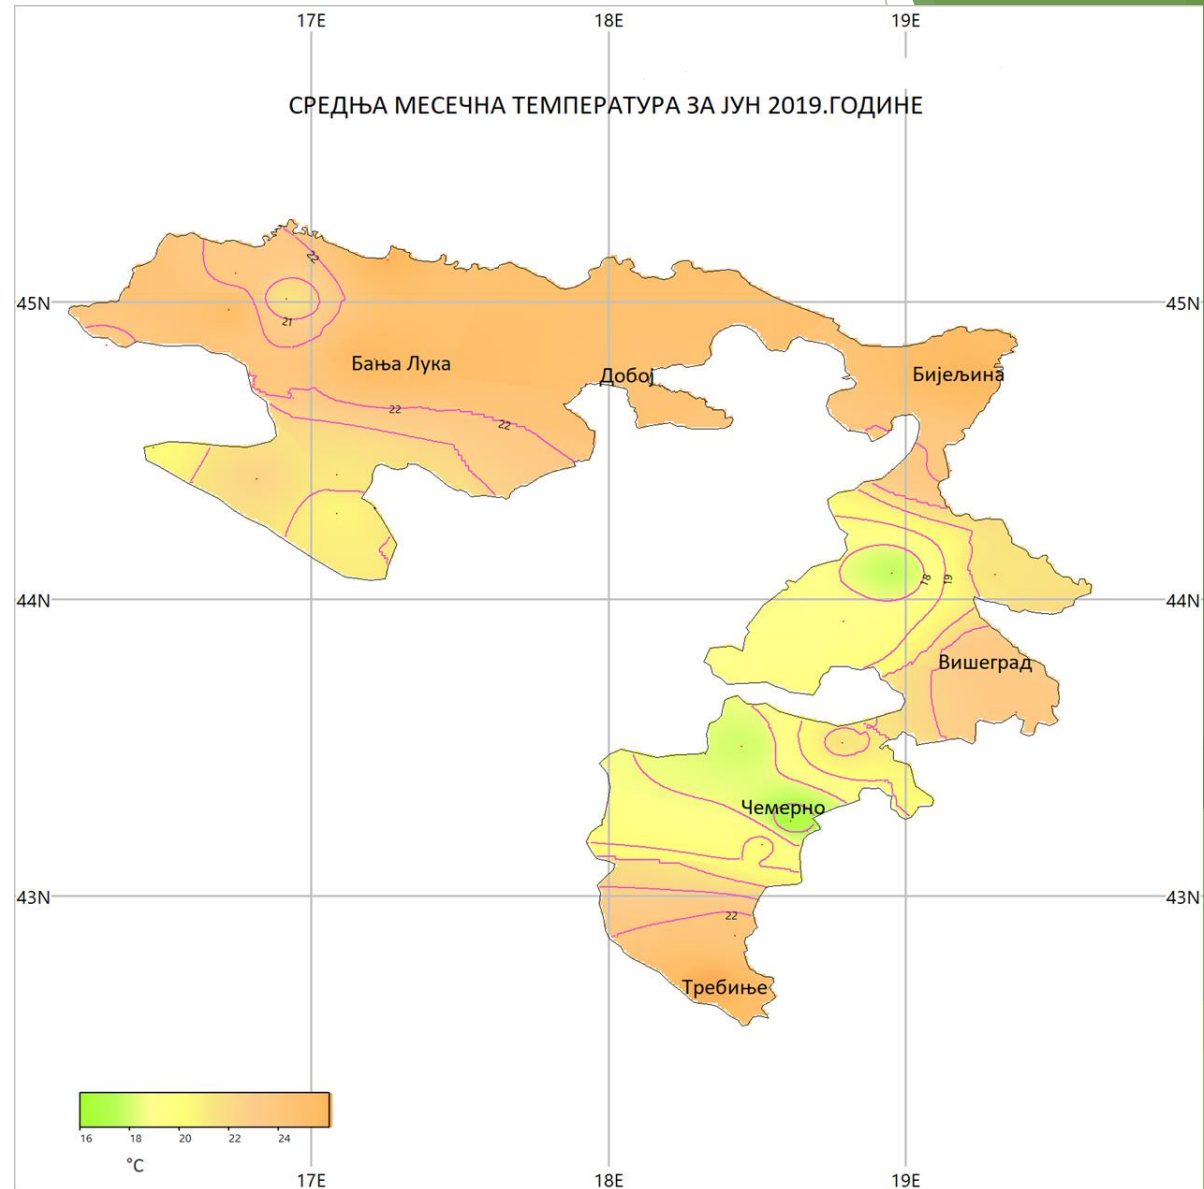 17E 18E 19E
СРЕДЊА МЕСЕЧНА ТЕМПЕРАТУРА ЗА ЈУН 2019.ГОДИНЕ
22
45N 45N
21
Бања Лука
Добој
Бијељина
22
22
18
19
44N 44N
Вишеград
Чемерно
43N 43N
22
Требиње
16 18 20 22 24
°C
17E 18E 19E